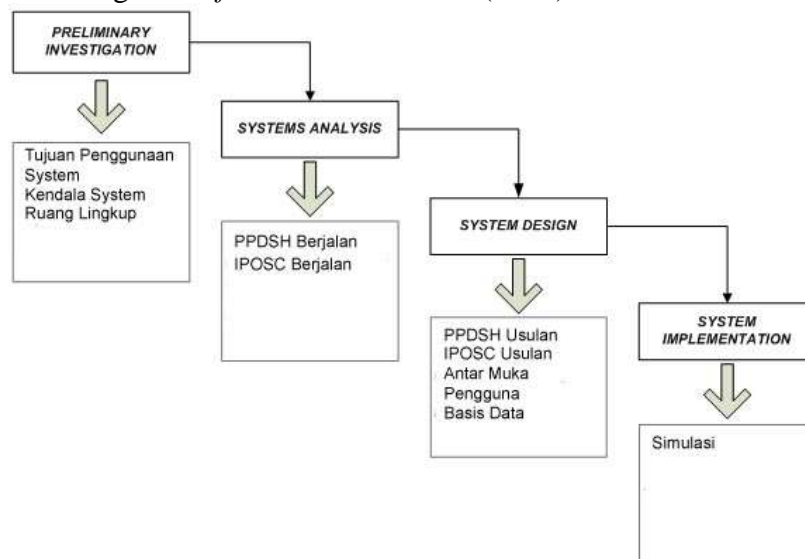 PRELIMINARY
INVESTIGATION
Tujuan Penggunaan
System
Kendala System
Ruang Lingkup
SYSTEMS ANALYSIS
PPDSH Berjalan
IPOSC Berjalan
SYSTEM DESIGN
PPDSH Usulan
IPOSC Usulan
Antar Muka
Pengguna
Basis Data
SYSTEM
IMPLEMENTATION
Simulasi